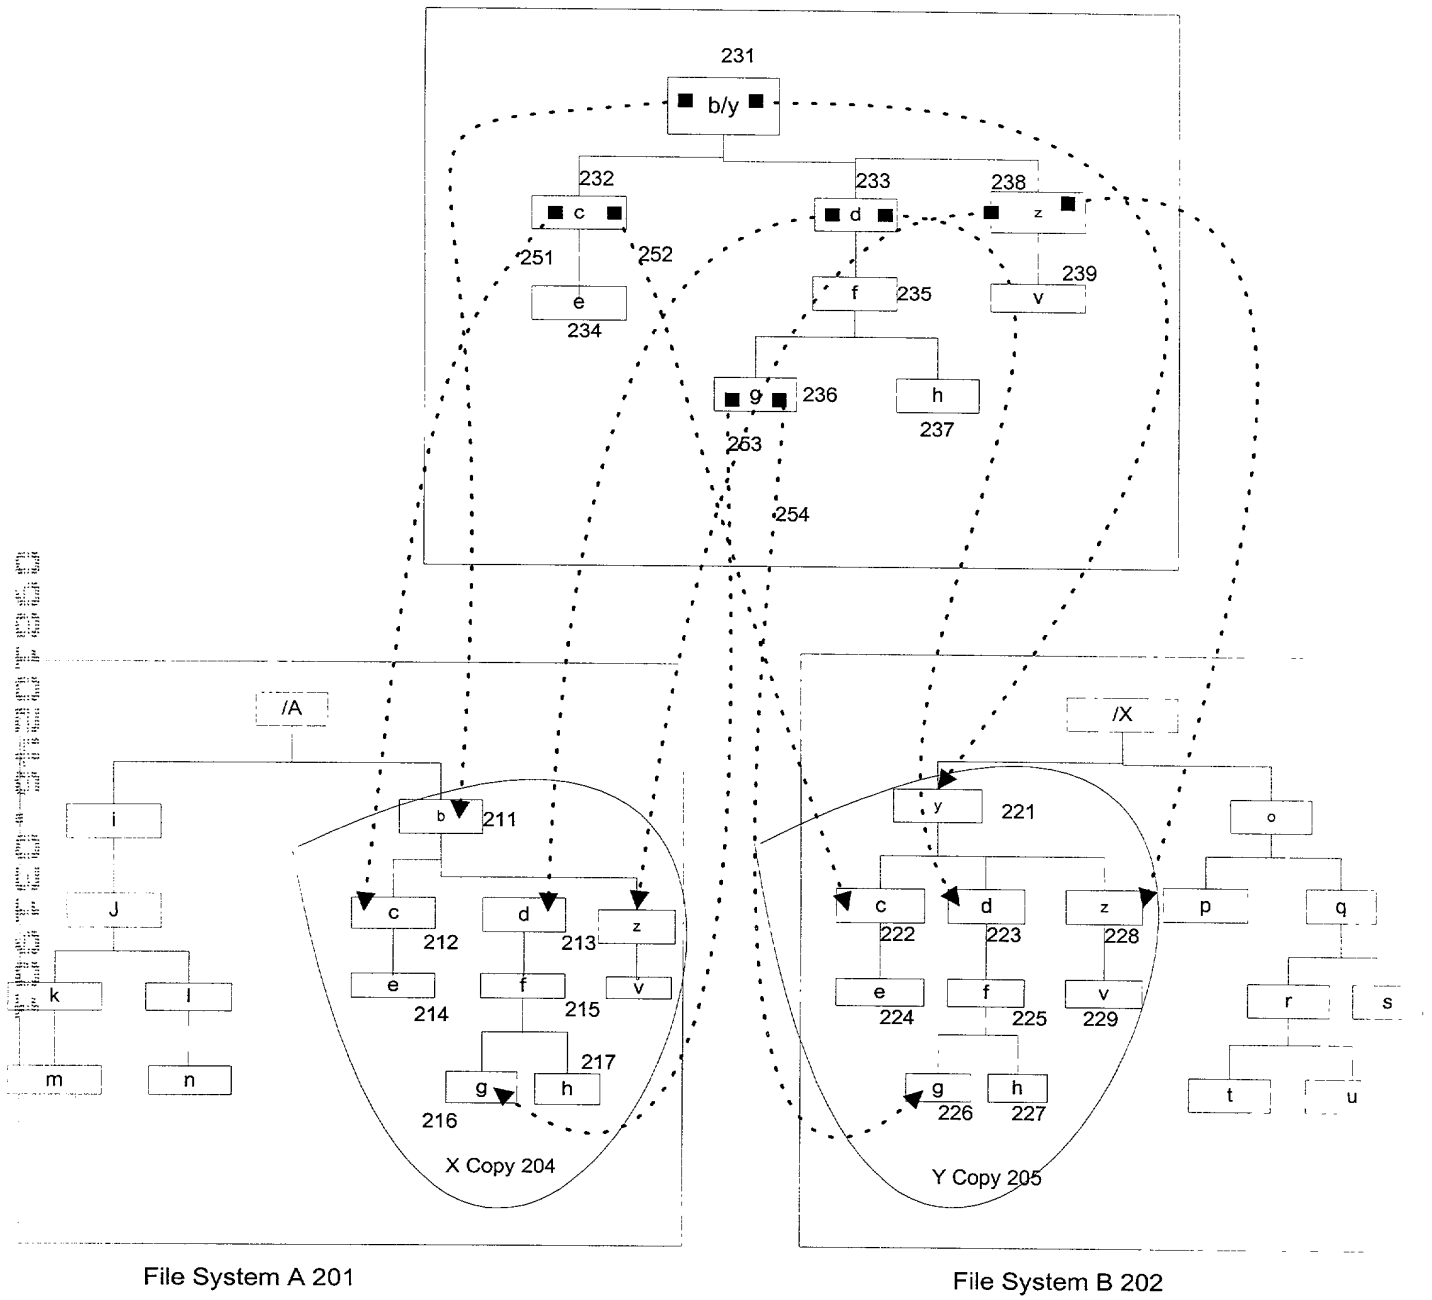 231
b/y
232
233
238
c
d
z
251
252
239
e
f
235
v
234
g
236
h
253
237
254
/A
/X
i
b
211
y
221
o
J
c
d
z
c
d
z
p
q
212
213
222
223
228
k
l
e
f
v
e
f
v
r
s
214
215
224
225
229
217
m
n
g
h
g
h
t
u
216
226
227
X Copy 204
Y Copy 205
File System A 201
File System B 202